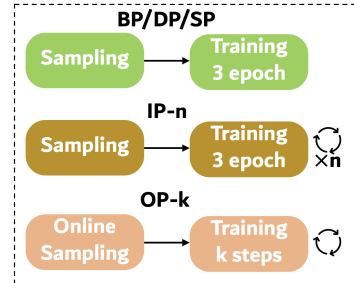 BP/DP/SP
Sampling
Training
3 epoch
IP-n
Sampling
Training
3 epoch
×n
OP-k
Online
Sampling
Training
k steps